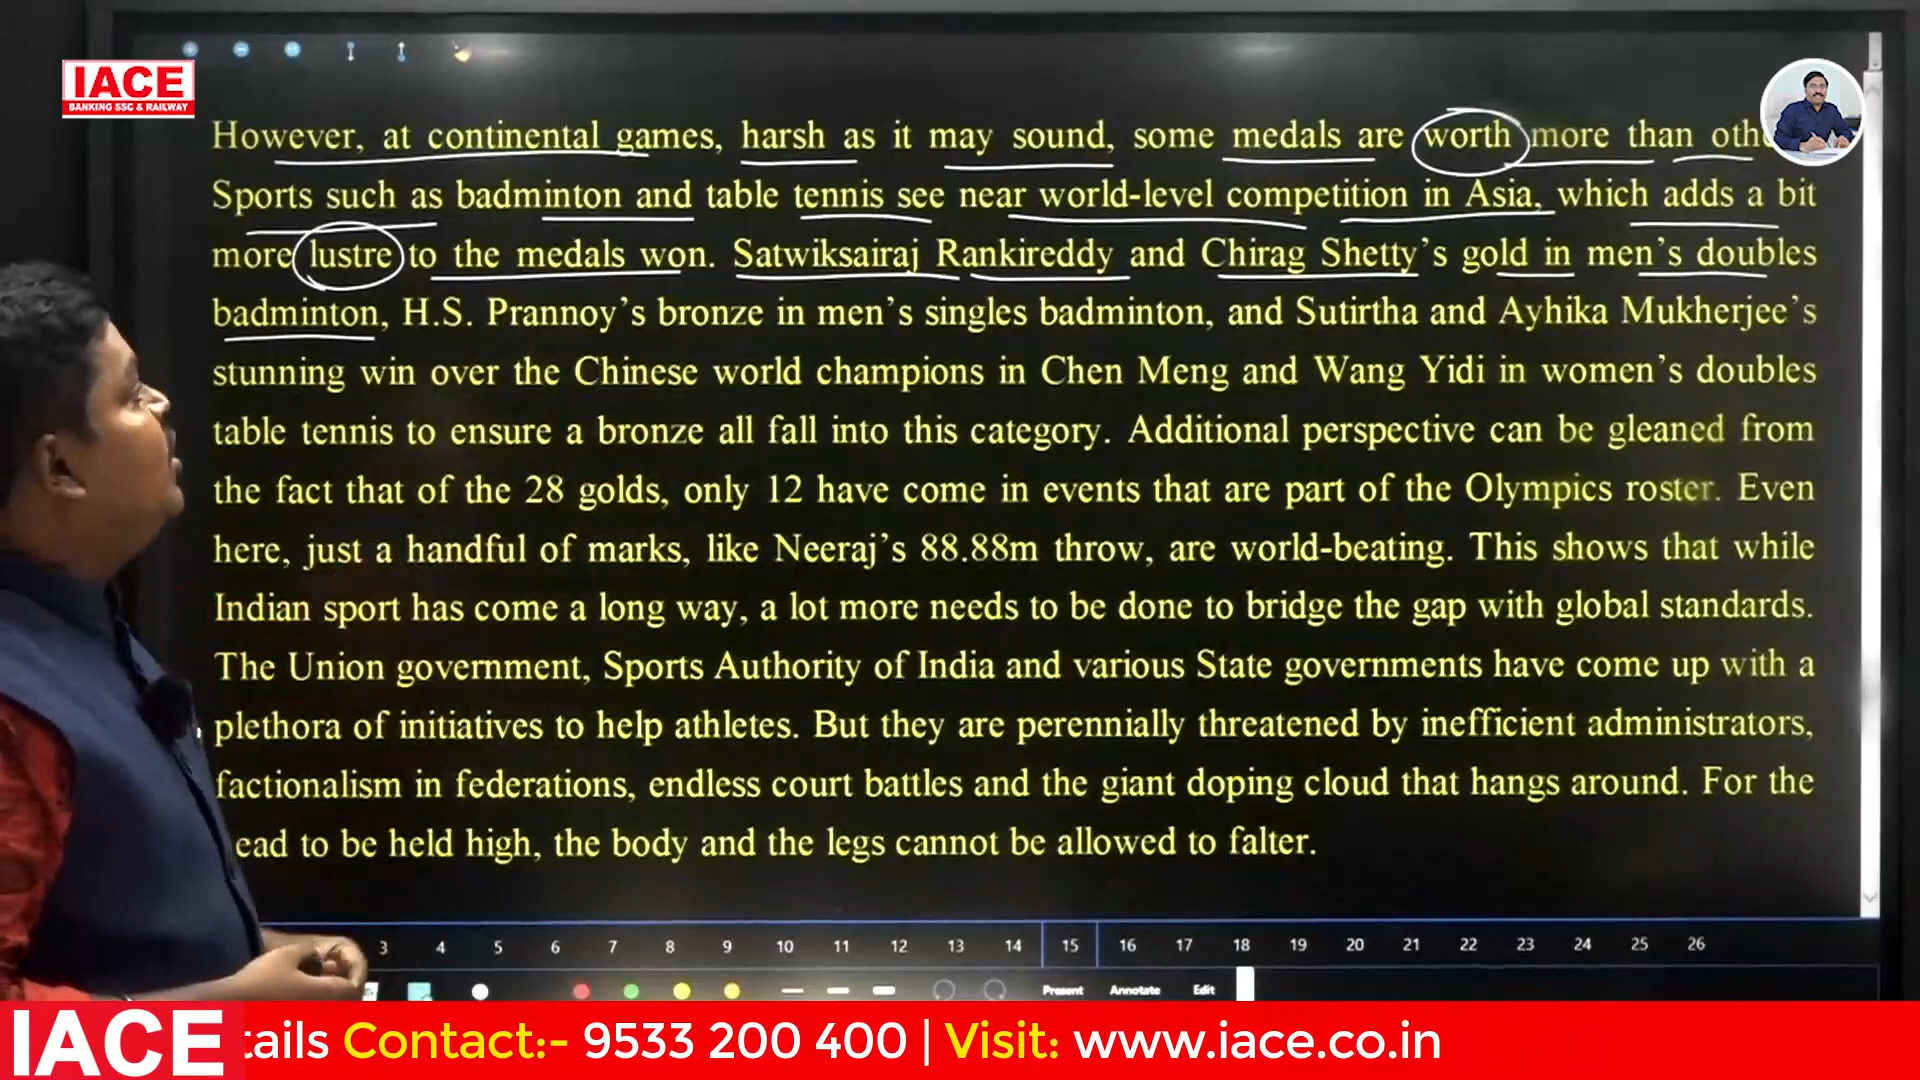 IACE
BANKING SSC & RAILWAY
However, at continental games, harsh as it may sound, some medals are worth more than
Sports such as badminton and table tennis see near world-level competition in Asia, which adds a bit
more lustre to the medals won. Satwiksairaj Rankireddy and Chirag Shetty's gold in men's doubles
badminton, H.S. Prannoy's bronze in men's singles badminton, and Sutirtha and Ayhika Mukherjee's
stunning win over the Chinese world champions in Chen Meng and Wang Yidi in women's doubles
table tennis to ensure a bronze all fall into this category. Additional perspective can be gleaned from
the fact that of the 28 golds, only 12 have come in events that are part of the Olympics roster. Even
here, just a handful of marks, like Neeraj's 88.88m throw, are world-beating. This shows that while
Indian sport has come a long way, a lot more needs to be done to bridge the gap with global standards.
The Union government, Sports Authority of India and various State governments have come up with a
plethora of initiatives to help athletes. But they are perennially threatened by inefficient administrators,
factionalism in federations, endless court battles and the giant doping cloud that hangs around. For the
ead to be held high, the body and the legs cannot be allowed to falter.
3 4 5 6 7 8 9 10 11 12 13 14 15 16 17 18 19 20 21 22 23 24 25 26
Present Annotate Edit
IACE tails Contact:- 9533 200 400 | Visit: www.iace.co.in